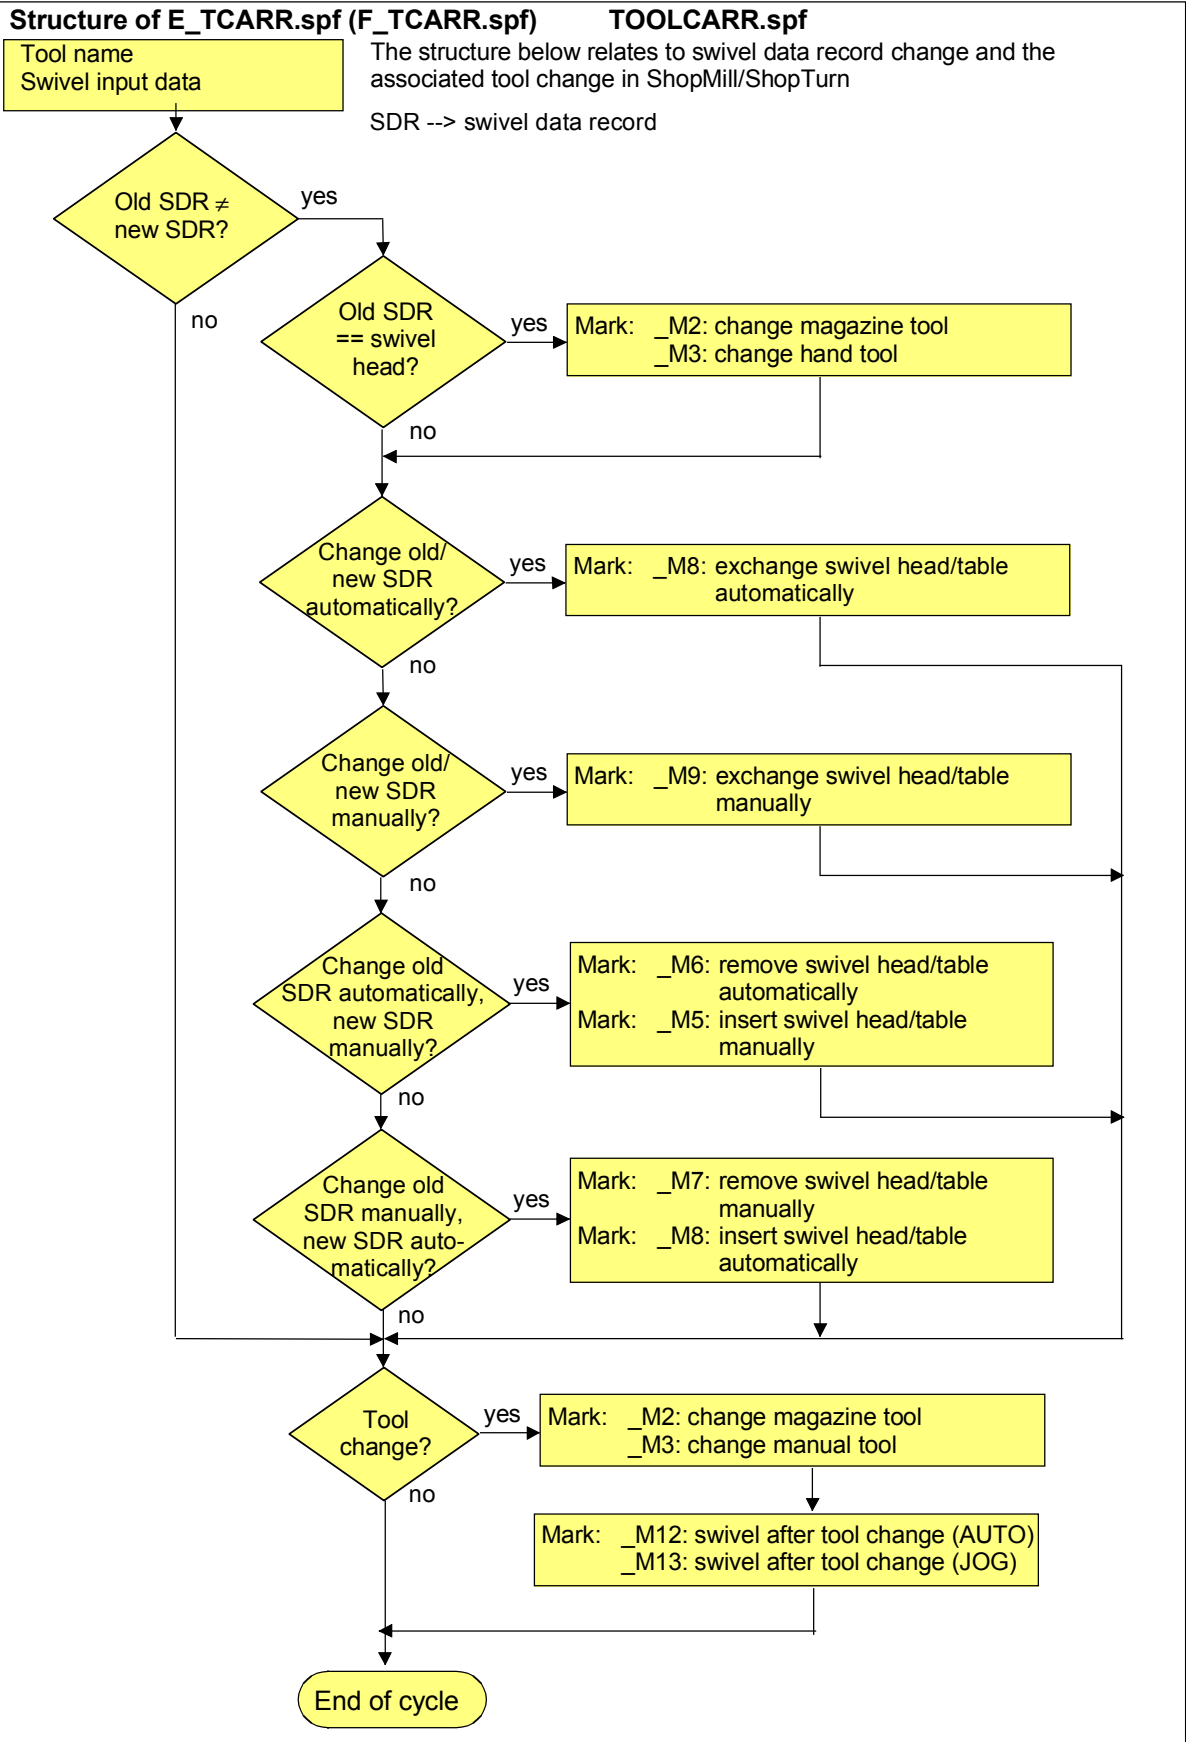 Structure of E_TCARR.spf (F_TCARR.spf) TOOLCARR.spf
Tool name
Swivel input data
The structure below relates to swivel data record change and the
associated tool change in ShopMill/ShopTurn
SDR --> swivel data record
Old SDR ≠
new SDR?
yes
no
Old SDR
== swivel
head?
yes
Mark: _M2: change magazine tool
_M3: change hand tool
no
Change old/
new SDR
automatically?
yes
Mark: _M8: exchange swivel head/table
automatically
no
Change old/
new SDR
manually?
yes
Mark: _M9: exchange swivel head/table
manually
no
Change old
SDR automatically,
new SDR
manually?
yes
Mark: _M6: remove swivel head/table
automatically
Mark: _M5: insert swivel head/table
manually
no
Change old
SDR manually,
new SDR auto-
matically?
yes
Mark: _M7: remove swivel head/table
manually
Mark: _M8: insert swivel head/table
automatically
no
Tool
change?
yes
Mark: _M2: change magazine tool
_M3: change manual tool
no
Mark: _M12: swivel after tool change (AUTO)
_M13: swivel after tool change (JOG)
End of cycle